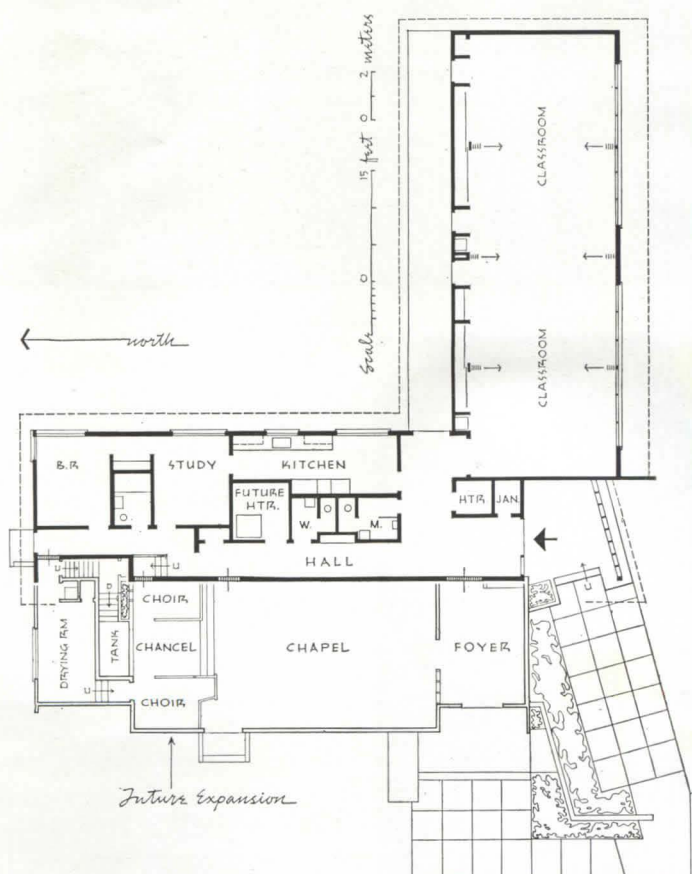 Scale 0 15 feet 0 2 meters
CLASSROOM
CLASSROOM
north
B.R
STUDY
KITCHEN
FUTURE
HTR.
W.
M.
HTR
JAN.
HALL
U
U
U
U
DRYING RM
TANK
CHOIR
CHANCEL
CHOIR
CHAPEL
FOYER
Future Expansion